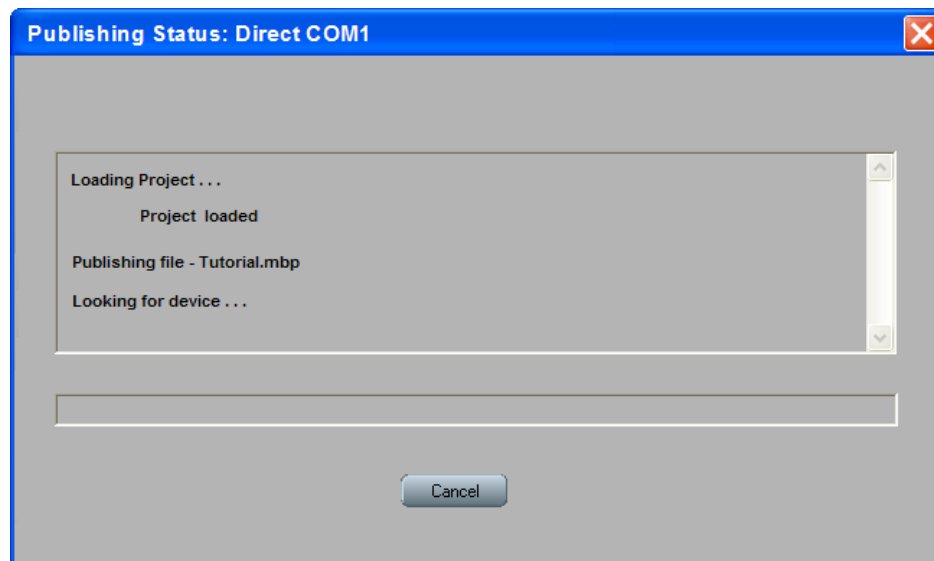 Publishing Status: Direct COM1
Loading Project . . .
Project loaded
Publishing file - Tutorial.mbp
Looking for device . . .
Cancel